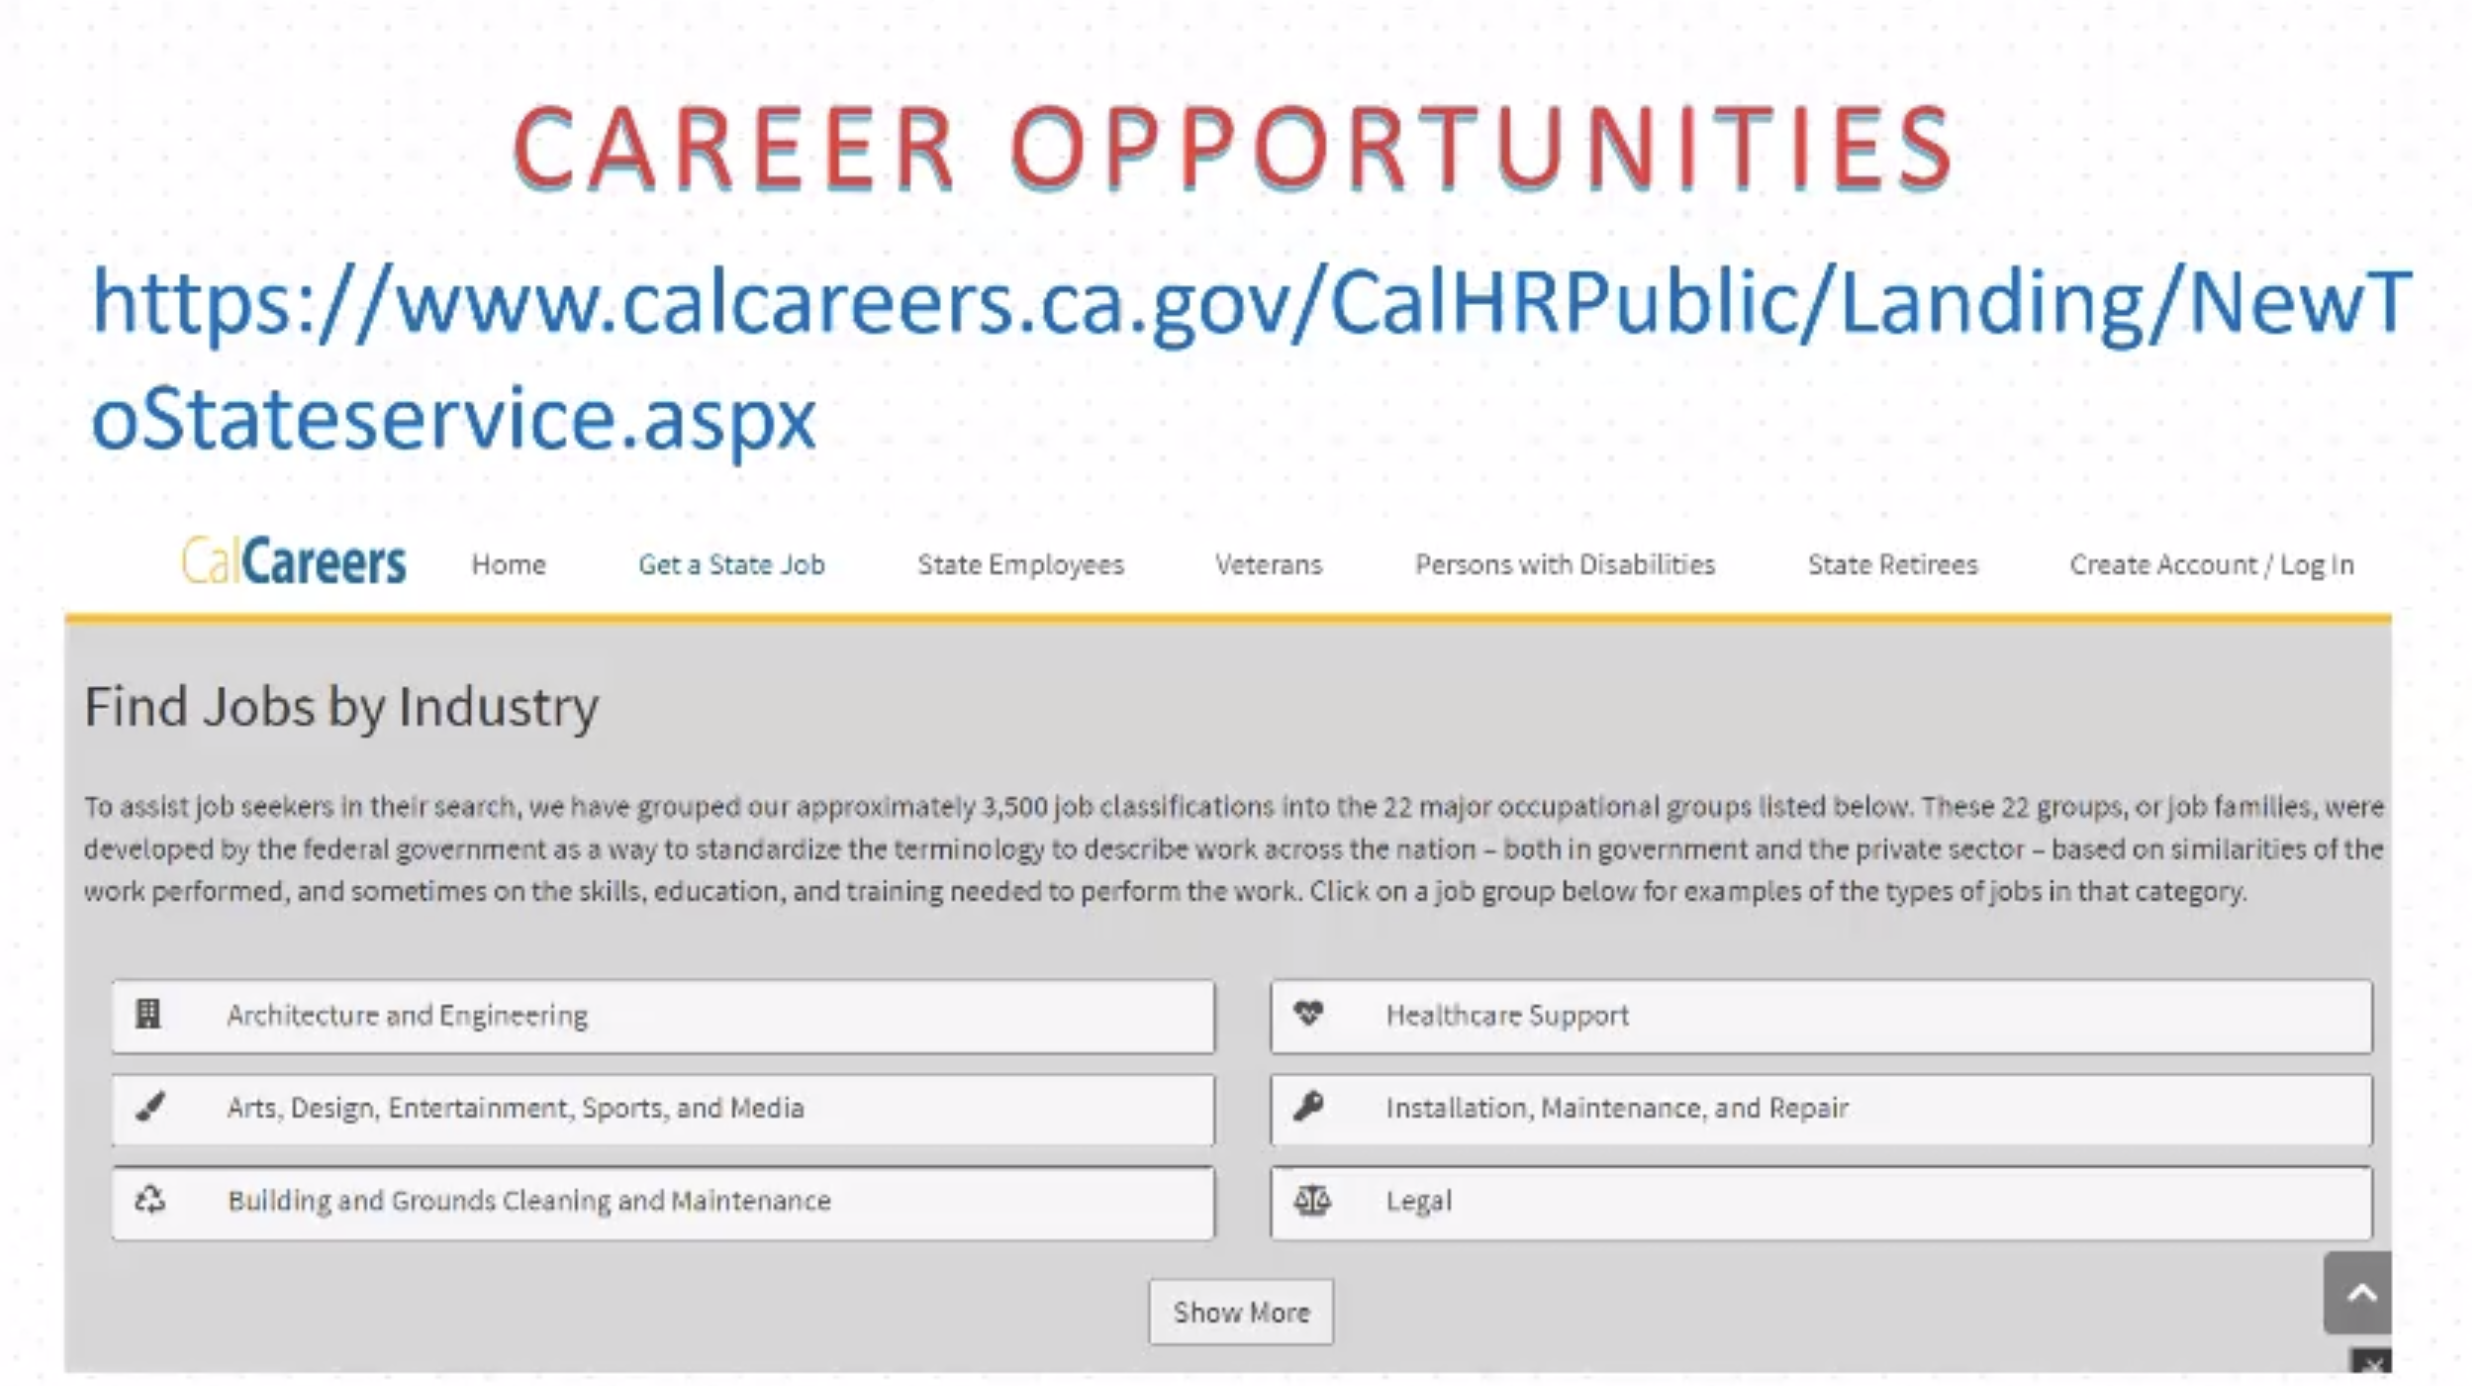 CAREER OPPORTUNITIES
https://www.calcareers.ca.gov/CalHRPublic/Landing/NewT
oStateservice.aspx
CalCareers Home Get a State Job State Employees Veterans Persons with Disabilities State Retirees Create Account / Log In
Find Jobs by Industry
To assist job seekers in their search, we have grouped our approximately 3,500 job classifications into the 22 major occupational groups listed below. These 22 groups, or job families, were
developed by the federal government as a way to standardize the terminology to describe work across the nation – both in government and the private sector – based on similarities of the
work performed, and sometimes on the skills, education, and training needed to perform the work. Click on a job group below for examples of the types of jobs in that category.
Architecture and Engineering
Healthcare Support
Arts, Design, Entertainment, Sports, and Media
Installation, Maintenance, and Repair
Building and Grounds Cleaning and Maintenance
Legal
Show More